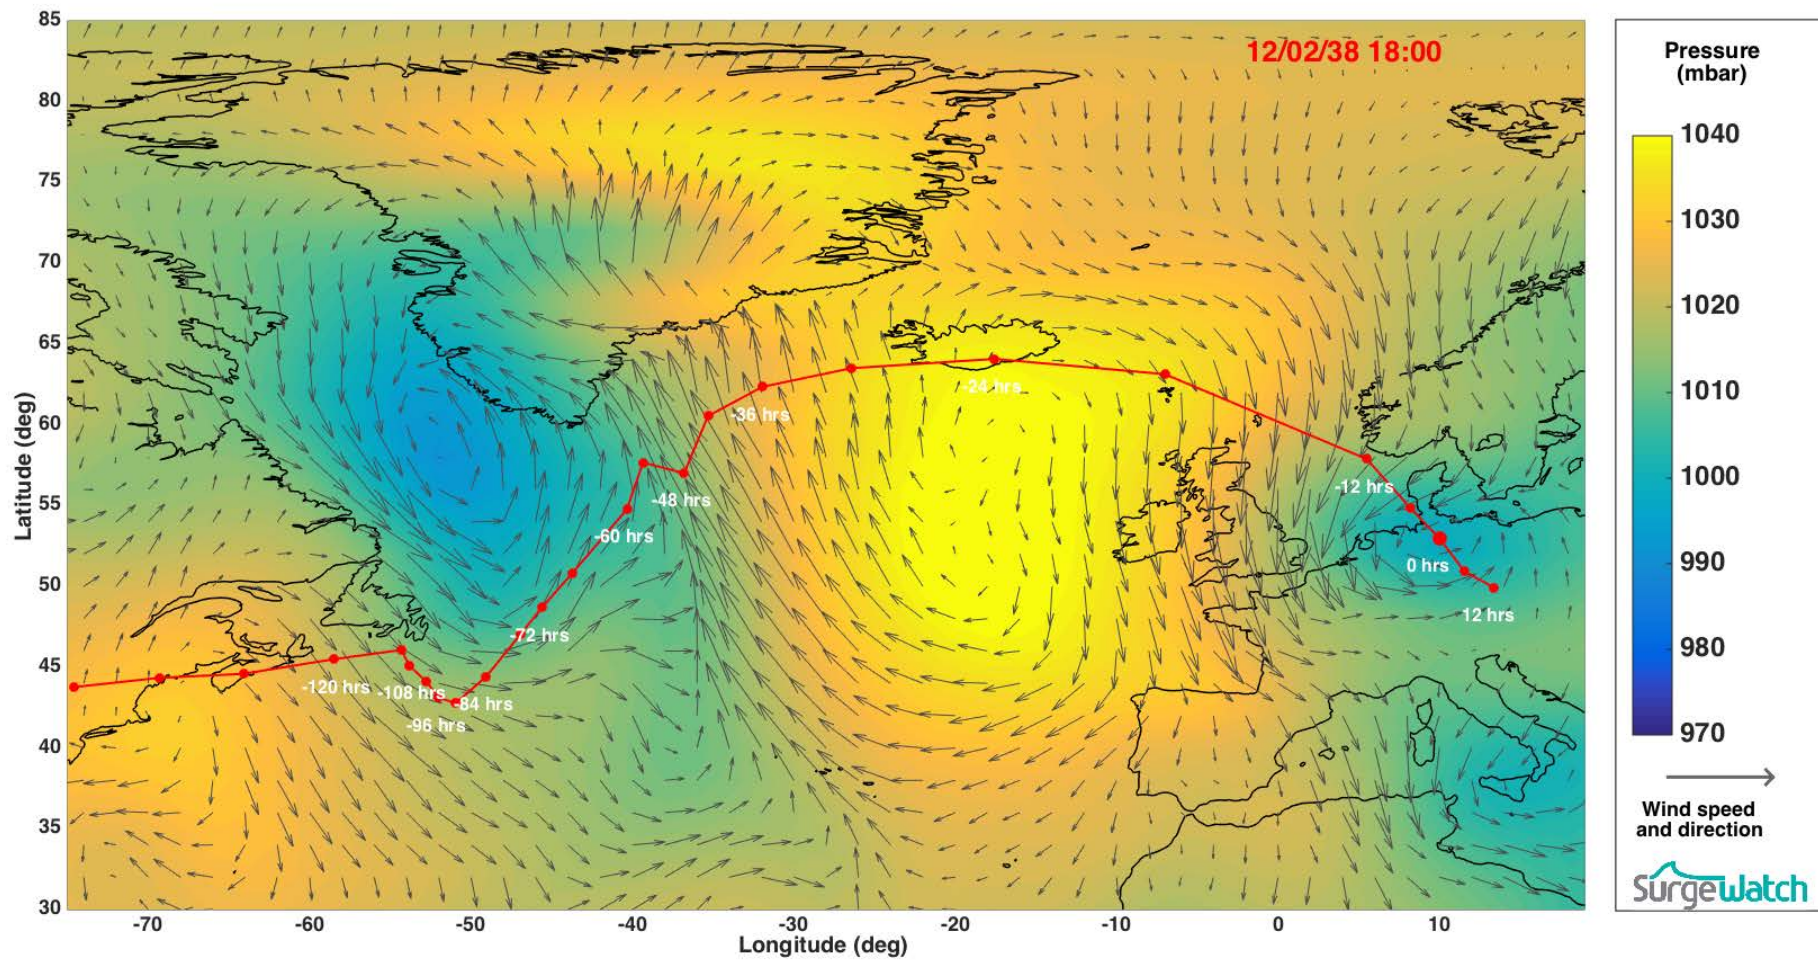 12/02/38 18:00
85
80
75
70
65
60
55
50
45
40
35
30
Latitude (deg)
-24 hrs
-36 hrs
-12 hrs
-48 hrs
-60 hrs
0 hrs
12 hrs
-72 hrs
-120 hrs
-108 hrs
-84 hrs
-96 hrs
-70
-60
-50
-40
-30
-20
-10
0
10
Longitude (deg)
Pressure
(mbar)
1040
1030
1020
1010
1000
990
980
970
Wind speed
and direction
SurgeWatch